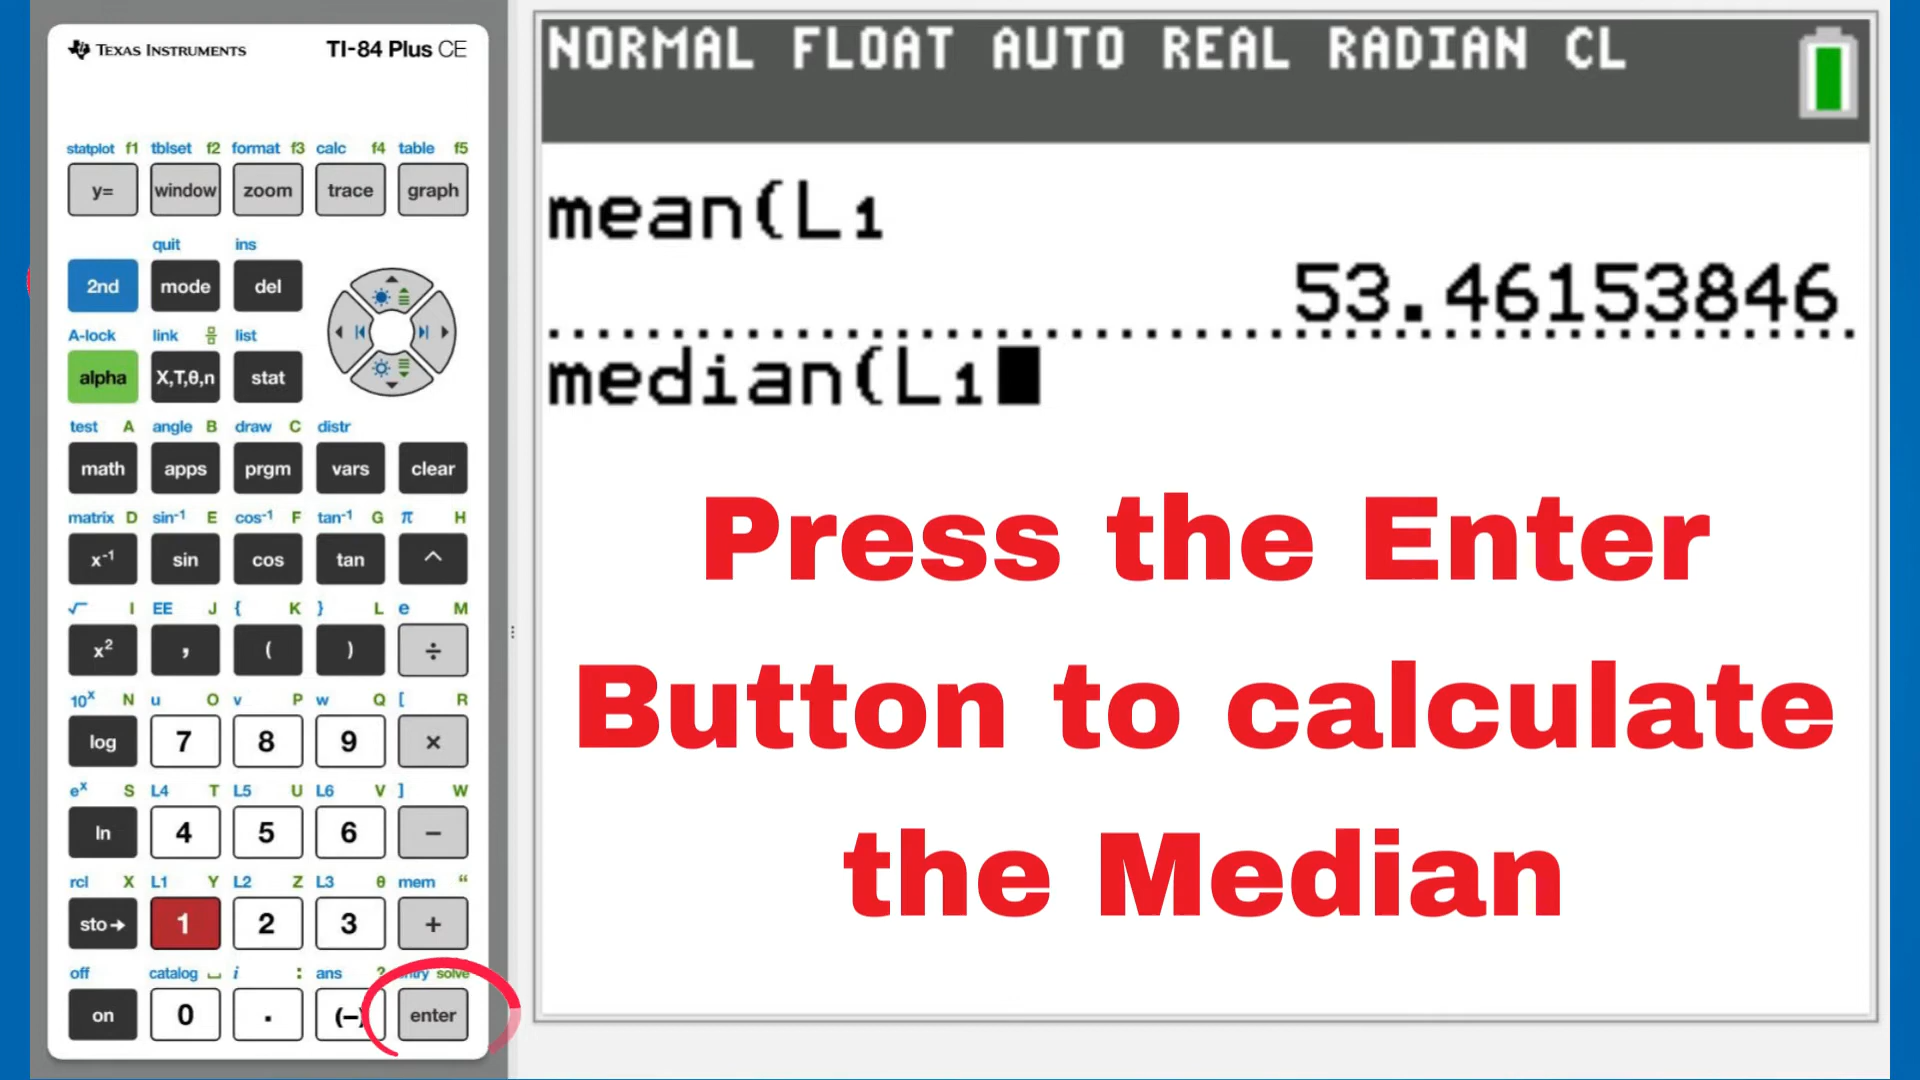 TEXAS INSTRUMENTS TI-84 Plus CE
statplot f1 tblset f2 format f3 calc f4 table f5
y= window zoom trace graph
quit ins
2nd mode del
A-lock link list
alpha X,T,θ,n stat
test A angle B draw C distr
math apps prgm vars clear
matrix D sin⁻¹ E cos⁻¹ F tan⁻¹ G π H
x⁻¹ sin cos tan ^
√ I EE J { K } L e M
x² , ( ) ÷
10ˣ N u O v P w Q [ R
log 7 8 9 ×
eˣ S L4 T L5 U L6 V ] W
ln 4 5 6 −
rcl X L1 Y L2 Z L3 θ mem “
sto→ 1 2 3 +
off catalog ⎵ i : ans ? solve
on 0 . (−) enter
NORMAL FLOAT AUTO REAL RADIAN CL
mean(L₁
53.46153846
median(L₁
Press the Enter
Button to calculate
the Median